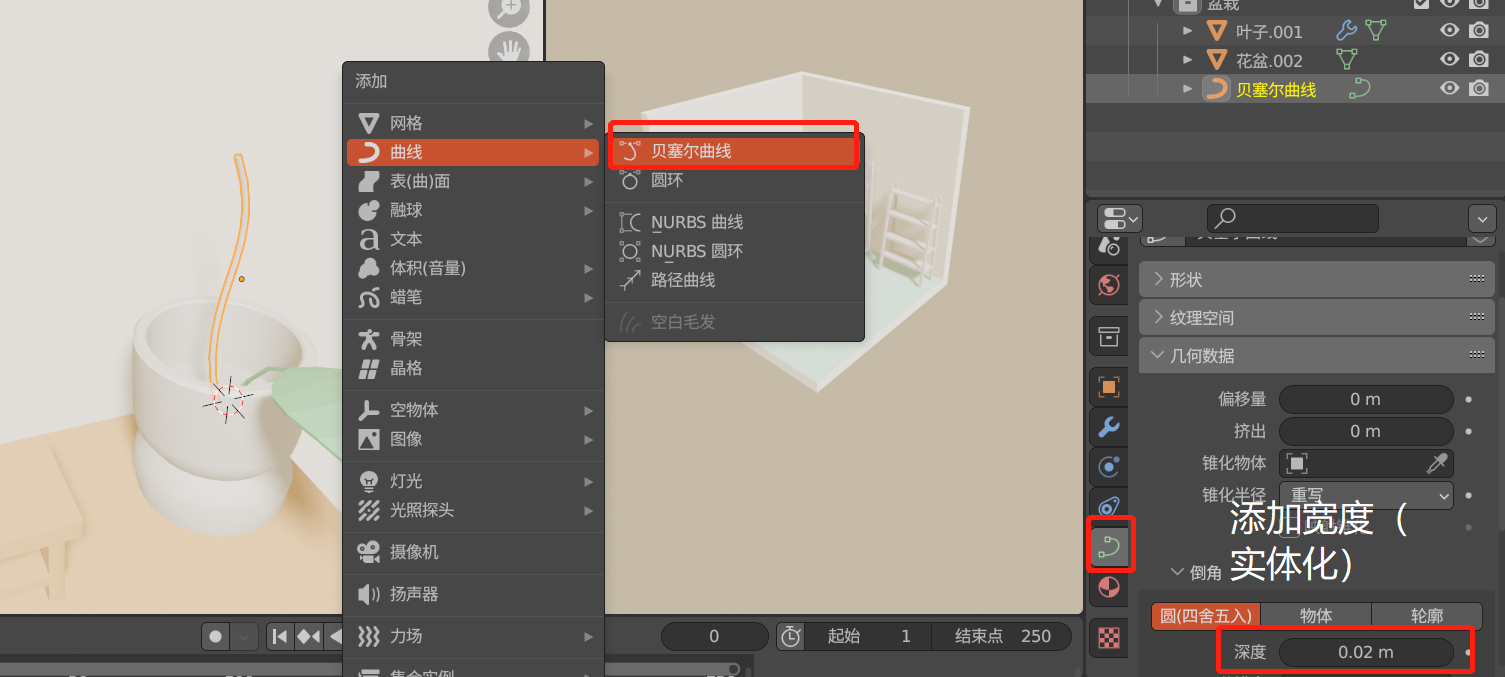 添加
网格
曲线
表(曲)面
融球
文本
体积(音量)
蜡笔
骨架
晶格
空物体
图像
灯光
光照探头
摄像机
扬声器
力场
集合实例
贝塞尔曲线
圆环
NURBS 曲线
NURBS 圆环
路径曲线
空白毛发
0
起始 1
结束点 250
盆栽
叶子.001
花盆.002
贝塞尔曲线
形状
纹理空间
几何数据
偏移量 0 m
挤出 0 m
锥化物体
锥化半径 重写
添加宽度（
实体化）
倒角
圆(四舍五入) 物体 轮廓
深度 0.02 m